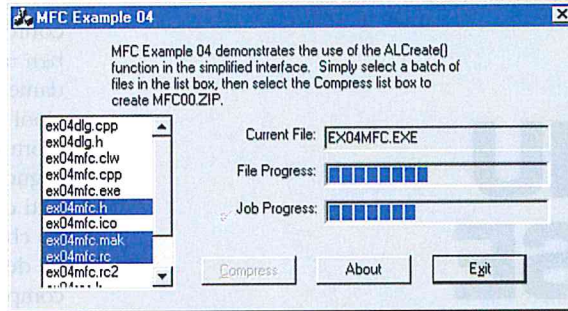 MFC Example 04
MFC Example 04 demonstrates the use of the ALCreate()
function in the simplified interface. Simply select a batch of
files in the list box, then select the Compress list box to
create MFC00.ZIP.
ex04dlg.cpp
ex04dlg.h
ex04mfc.clw
ex04mfc.cpp
ex04mfc.exe
ex04mfc.h
ex04mfc.ico
ex04mfc.mak
ex04mfc.rc
ex04mfc.rc2
Current File: EX04MFC.EXE
File Progress:
Job Progress:
Compress
About
Exit